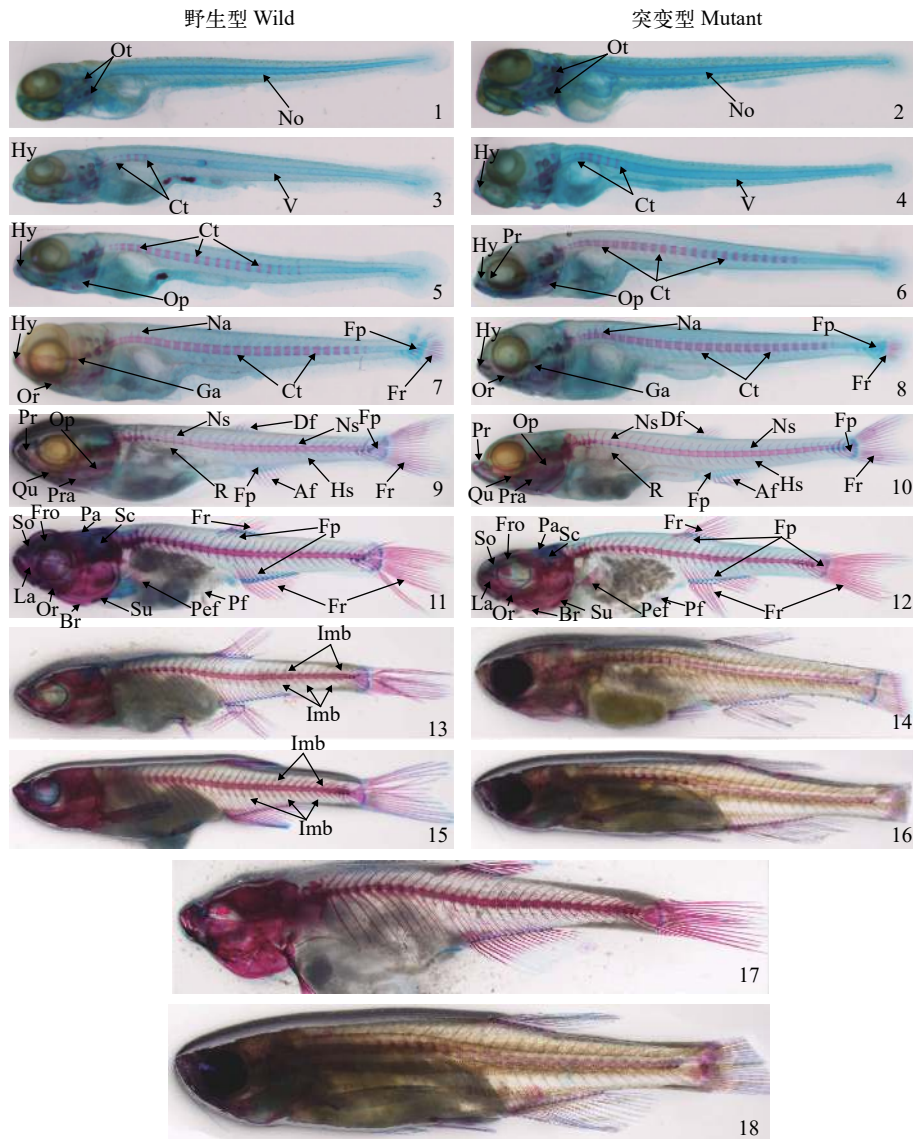 野生型 Wild
突变型 Mutant
Ot
No
1
Ot
No
2
Hy
Ct
V
3
Hy
Ct
V
4
Hy
Ct
Op
5
Hy
Pr
Op
Ct
6
Hy
Na
Fp
Or
Ga
Ct
Fr
7
Hy
Na
Fp
Or
Ga
Ct
Fr
8
Pr
Op
Ns
Df
Ns
Fp
Qu
Pra
R
Fp
Af
Hs
Fr
9
Pr
Op
Ns
Df
Ns
Fp
Qu
Pra
R
Fp
Af
Hs
Fr
10
So
Fro
Pa
Sc
Fr
Fp
La
Or
Br
Su
Pef
Pf
Fr
11
So
Fro
Pa
Sc
Fr
Fp
La
Or
Br
Su
Pef
Pf
Fr
12
Imb
Imb
13
14
Imb
Imb
15
16
17
18